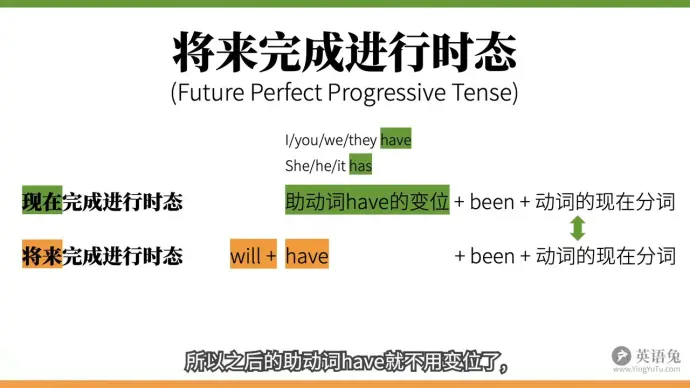 将来完成进行时态
(Future Perfect Progressive Tense)
I/you/we/they have
She/he/it has
现在完成进行时态 助动词have的变位 + been + 动词的现在分词
将来完成进行时态 will + have + been + 动词的现在分词
英语兔
www.YingYuTu.com
所以之后的助动词have就不用变位了,